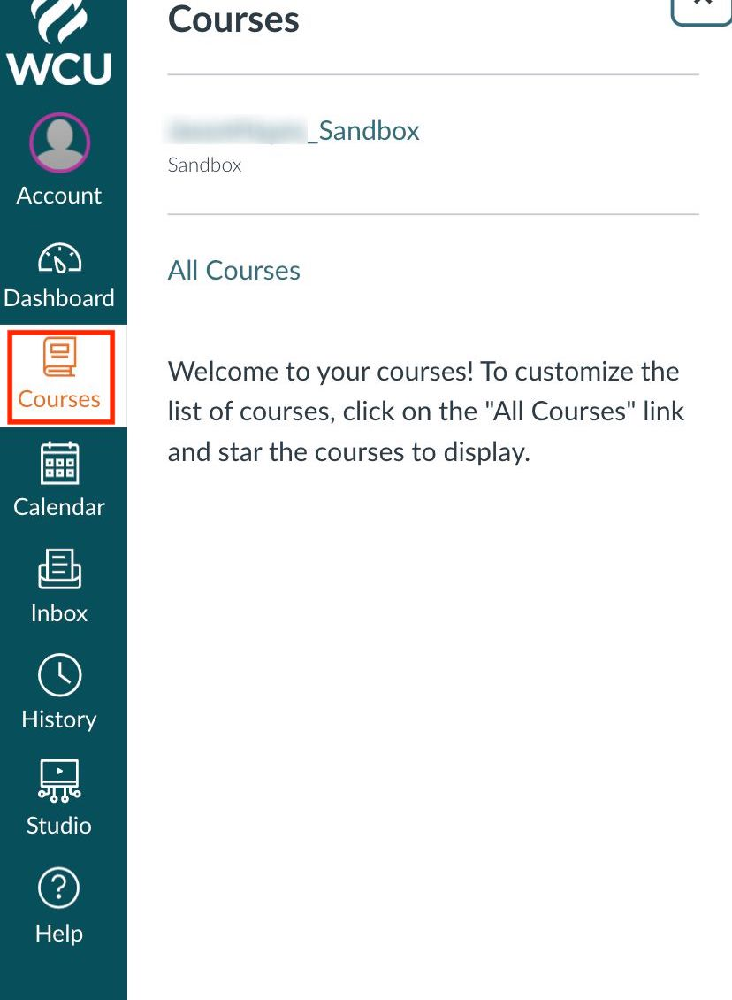 WCU
Account
Dashboard
Courses
Calendar
Inbox
History
Studio
Help
Courses
_Sandbox
Sandbox
All Courses
Welcome to your courses! To customize the
list of courses, click on the "All Courses" link
and star the courses to display.